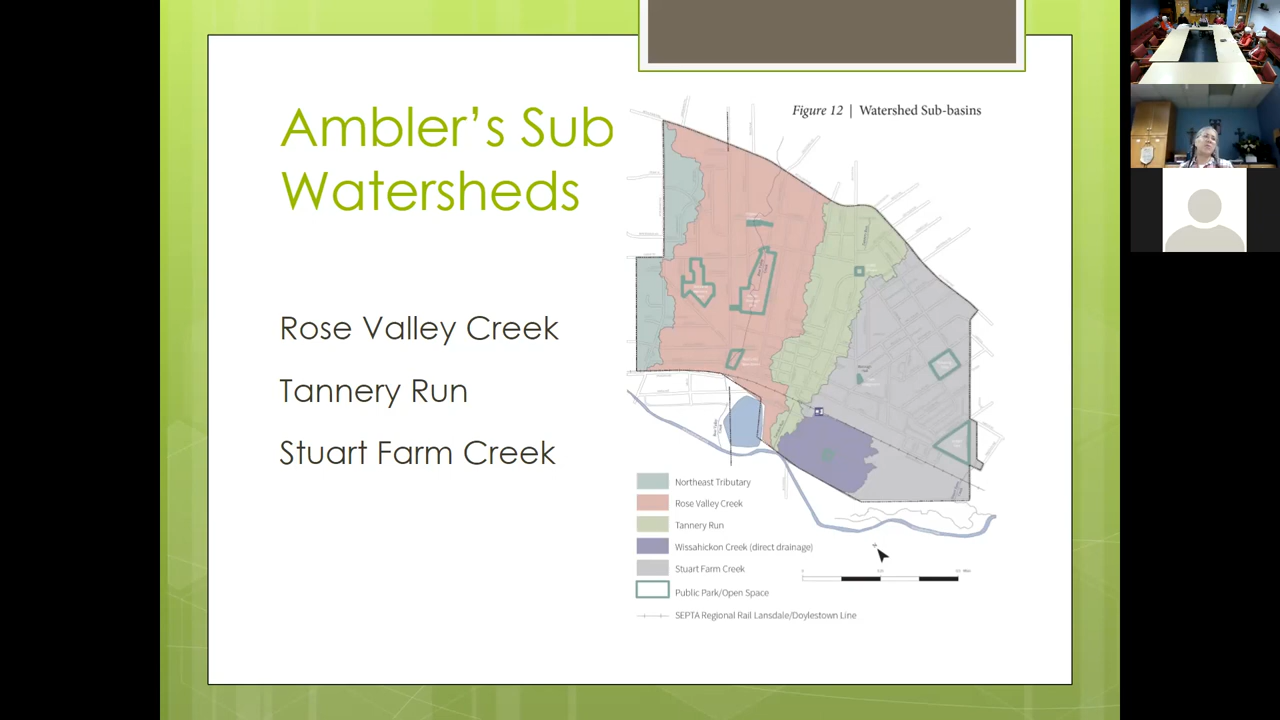 Ambler's Sub
Watersheds
Rose Valley Creek
Tannery Run
Stuart Farm Creek
Figure 12 | Watershed Sub-basins
Northeast Tributary
Rose Valley Creek
Tannery Run
Wissahickon Creek (direct drainage)
Stuart Farm Creek
Public Park/Open Space
SEPTA Regional Rail Lansdale/Doylestown Line